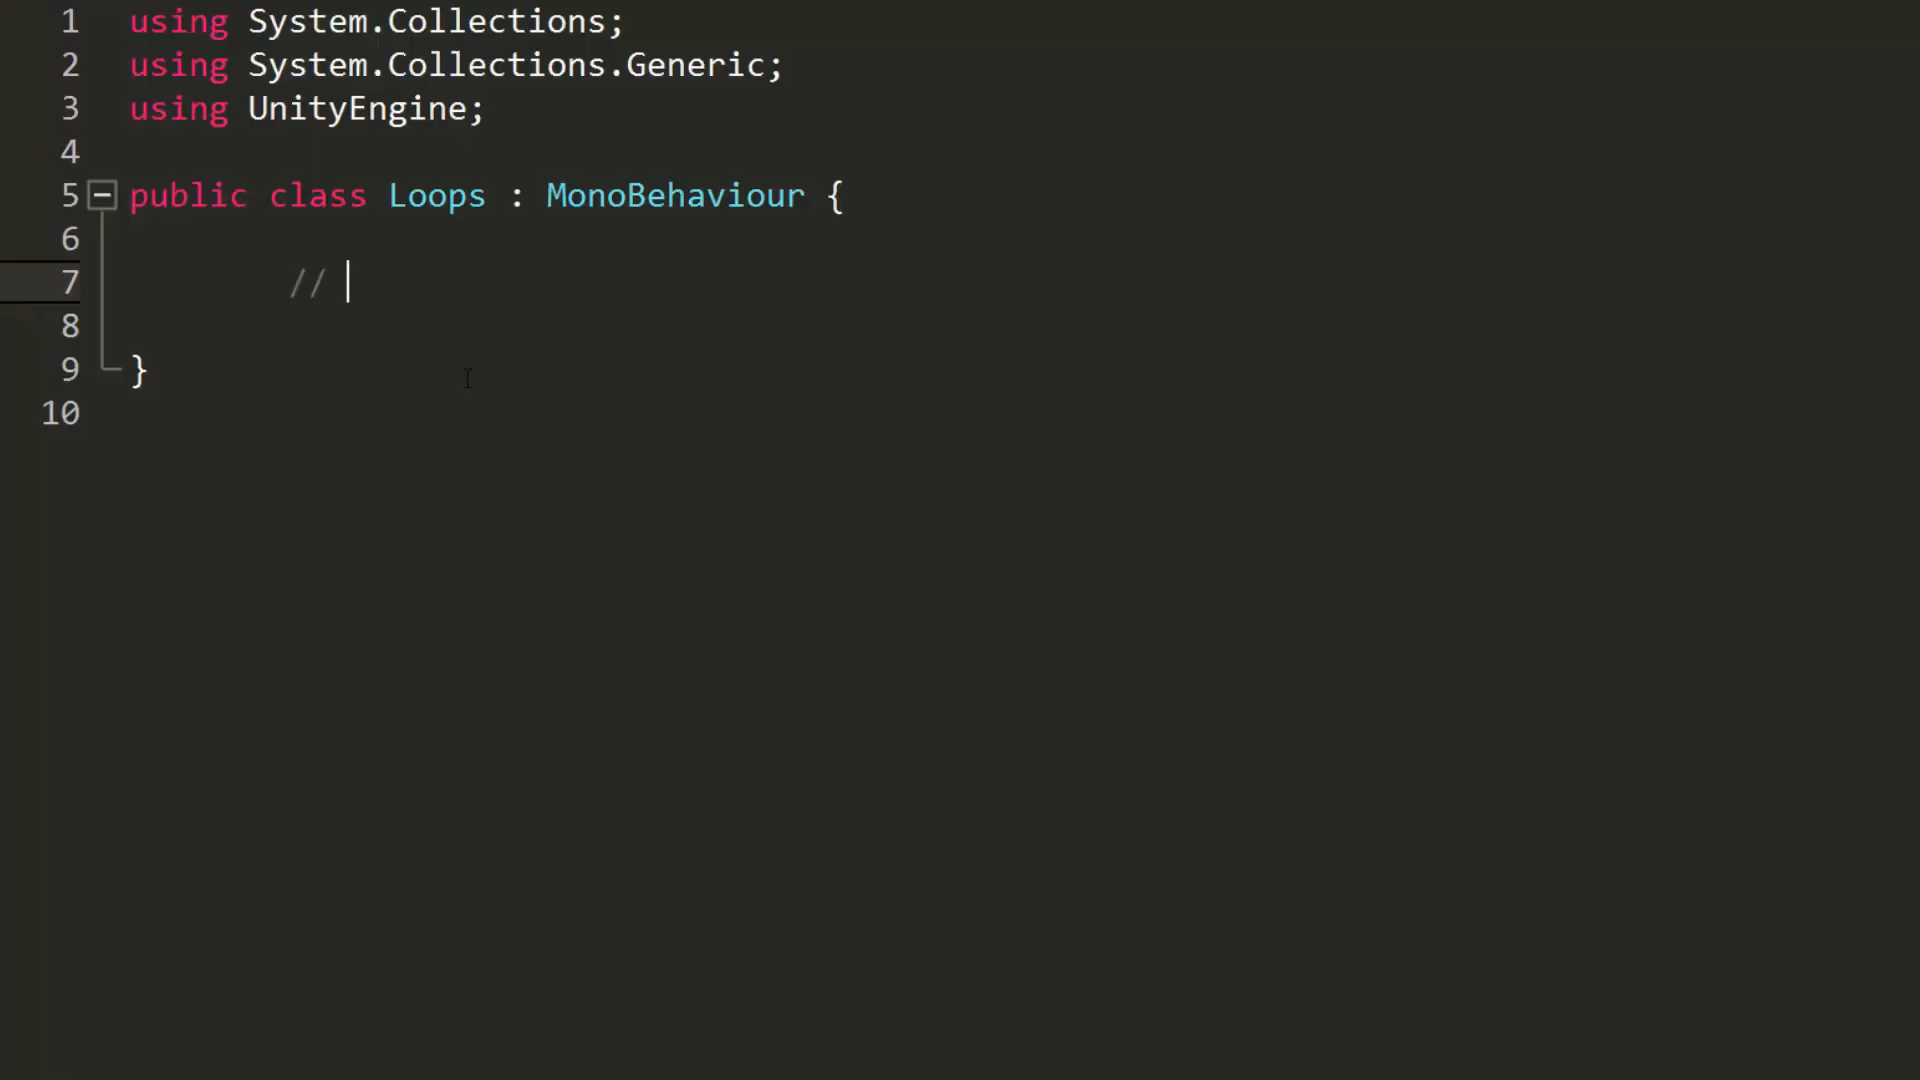 1 using System.Collections;
2 using System.Collections.Generic;
3 using UnityEngine;
4
5 public class Loops : MonoBehaviour {
6
7 //
8
9 }
10